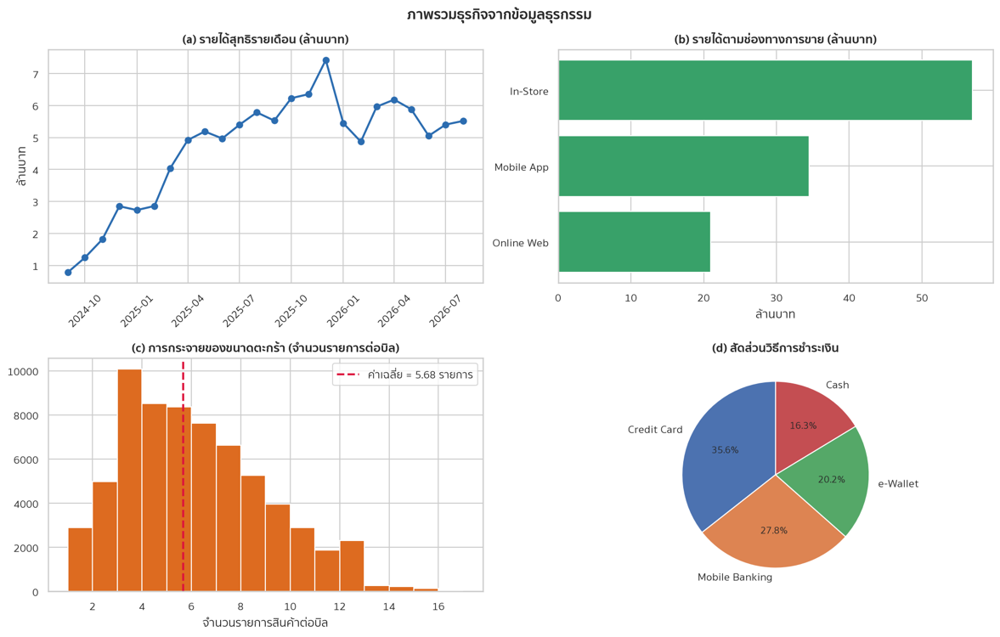 ภาพรวมธุรกิจจากข้อมูลธุรกรรม
(a) รายได้สุทธิรายเดือน (ล้านบาท)
ล้านบาท
7
6
5
4
3
2
1
2024-10
2025-01
2025-04
2025-07
2025-10
2026-01
2026-04
2026-07
(b) รายได้ตามช่องทางการขาย (ล้านบาท)
In-Store
Mobile App
Online Web
0 10 20 30 40 50
ล้านบาท
(c) การกระจายของขนาดตะกร้า (จำนวนรายการต่อบิล)
ค่าเฉลี่ย = 5.68 รายการ
10000
8000
6000
4000
2000
0
2 4 6 8 10 12 14 16
จำนวนรายการสินค้าต่อบิล
(d) สัดส่วนวิธีการชำระเงิน
Cash
16.3%
Credit Card
35.6%
20.2%
e-Wallet
27.8%
Mobile Banking